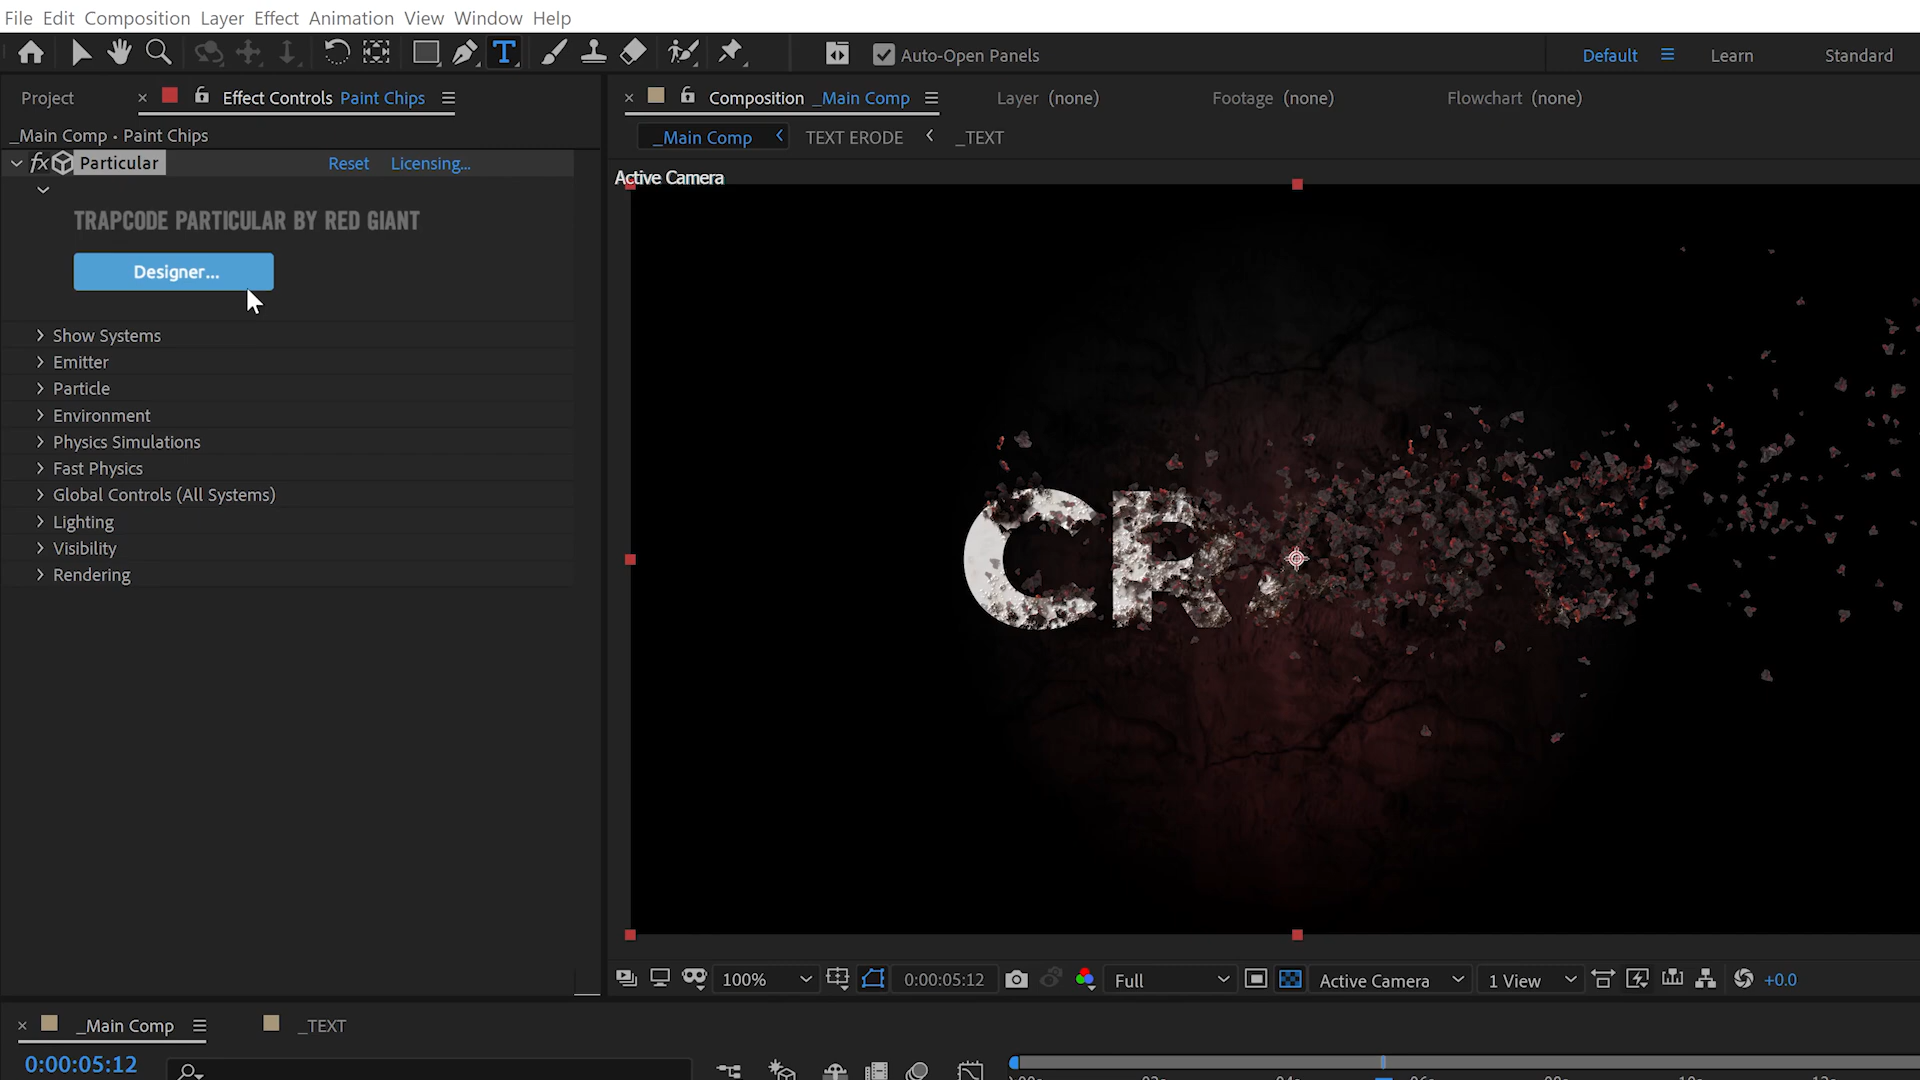 File Edit Composition Layer Effect Animation View Window Help
T Auto-Open Panels Default Learn Standard
Project × Effect Controls Paint Chips × Composition _Main Comp Layer (none) Footage (none) Flowchart (none)
_Main Comp • Paint Chips
_Main Comp TEXT ERODE _TEXT
fx Particular Reset Licensing...
Active Camera
TRAPCODE PARTICULAR BY RED GIANT
Designer...
Show Systems
Emitter
Particle
Environment
Physics Simulations
Fast Physics
Global Controls (All Systems)
Lighting
Visibility
Rendering
CRA
100% 0:00:05:12 Full Active Camera 1 View +0.0
× _Main Comp _TEXT
0:00:05:12